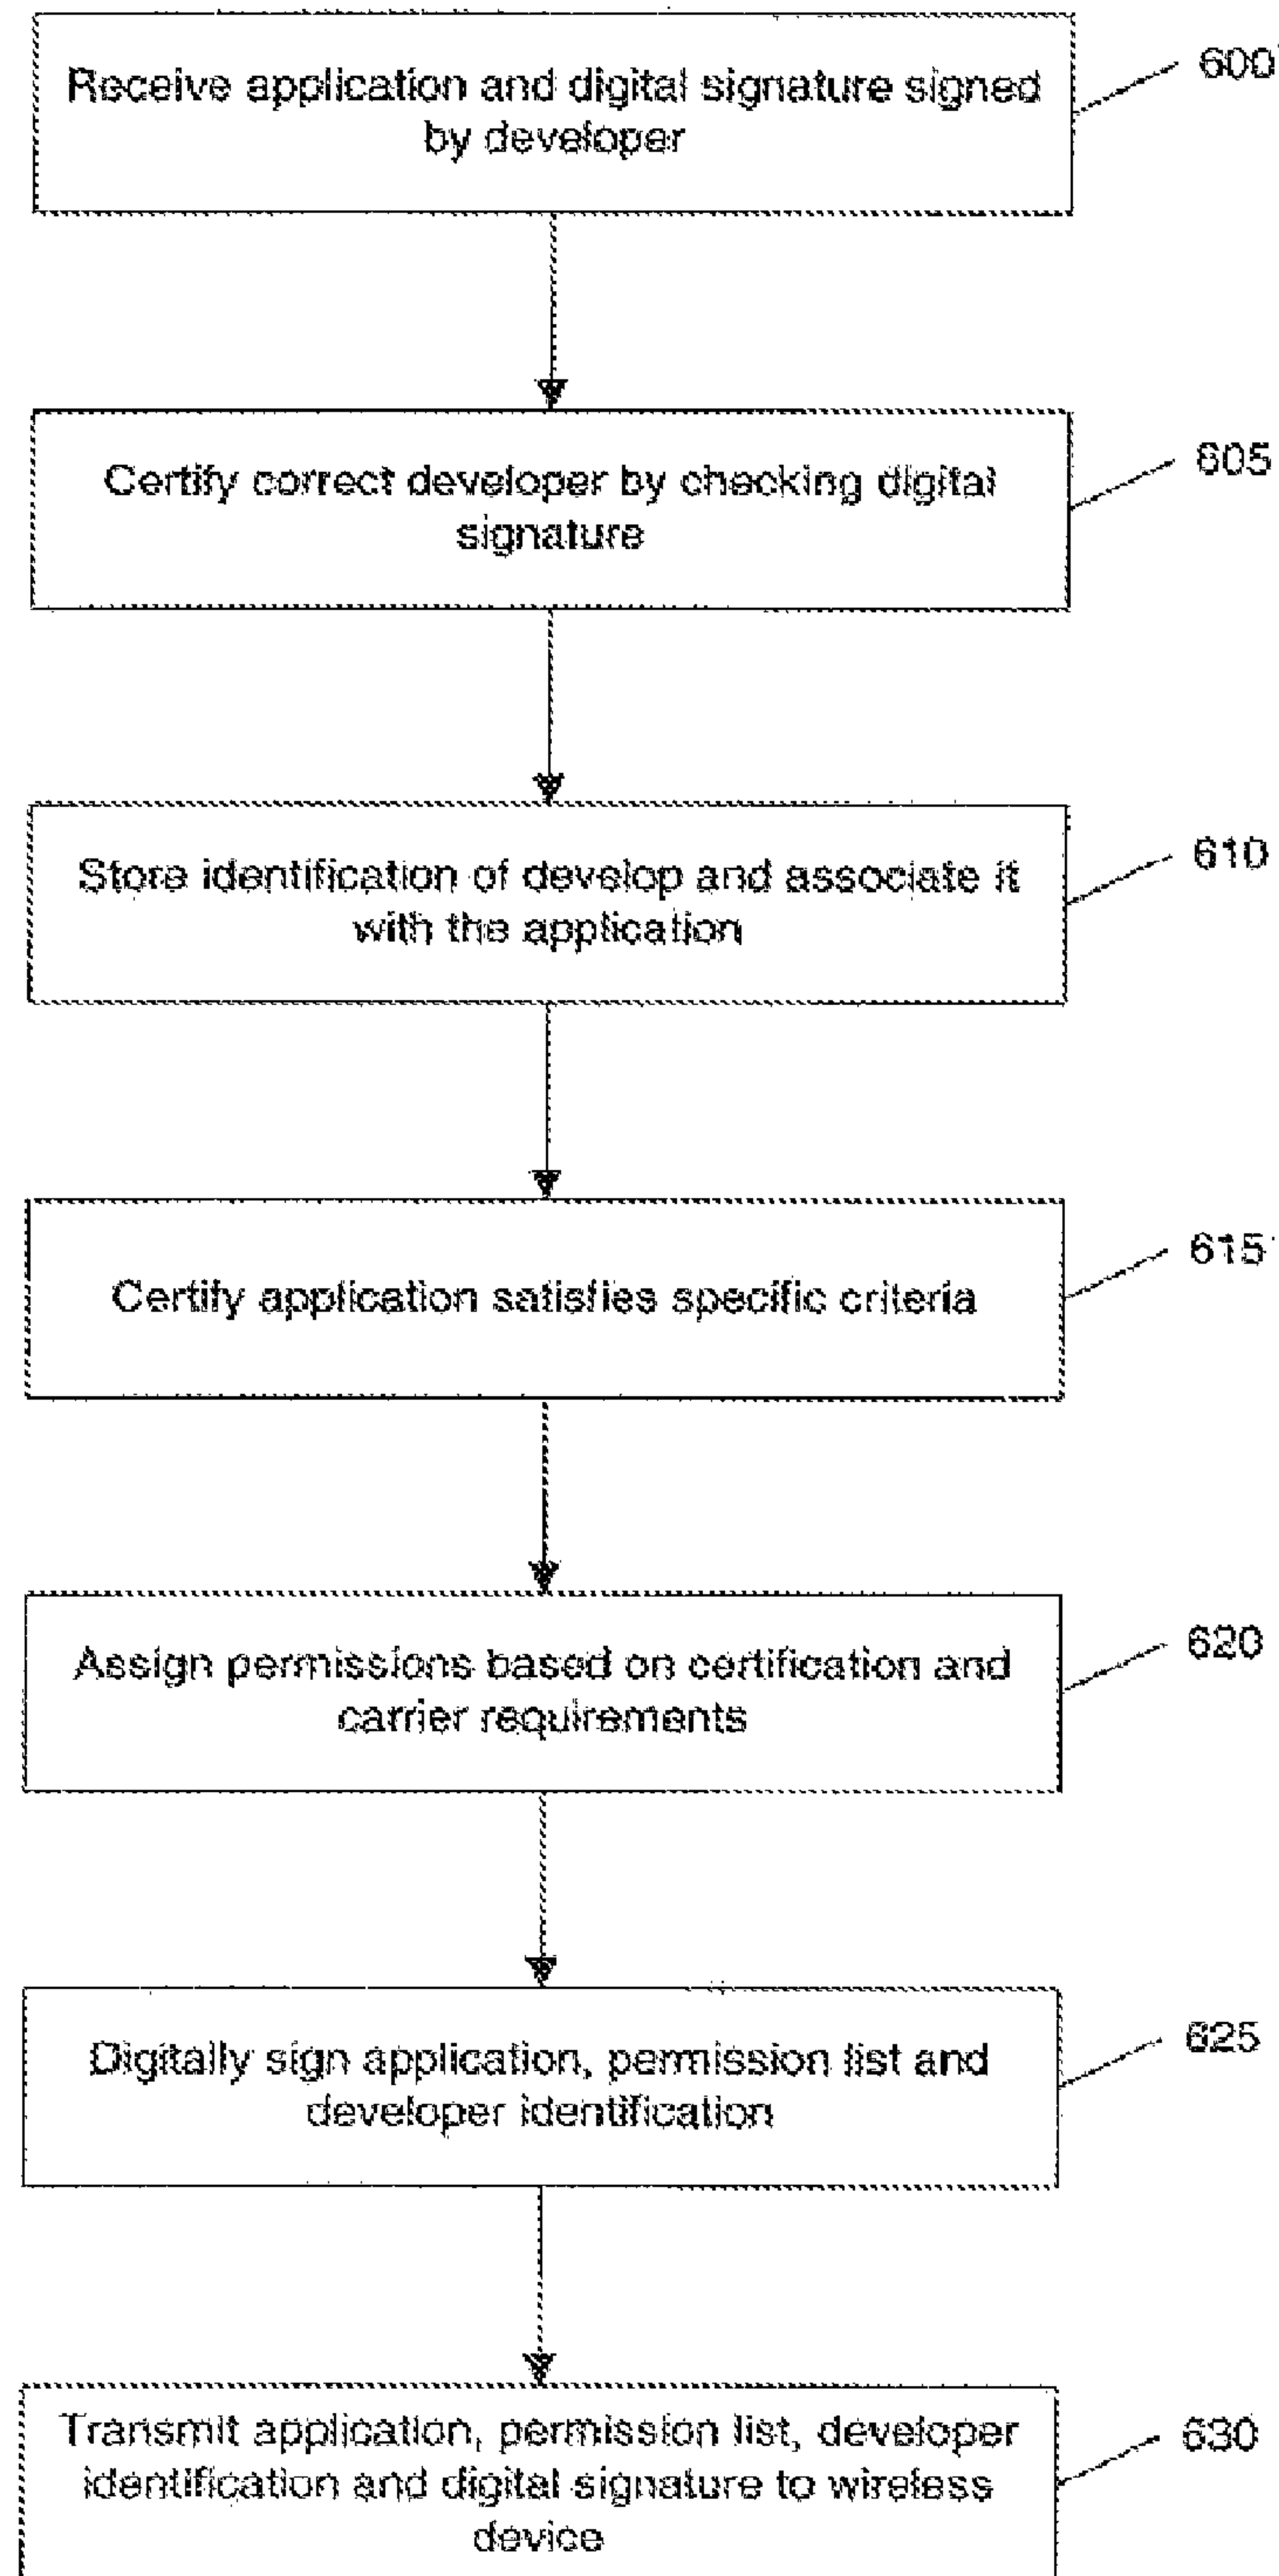 Receive application and digital signature signed
by developer
600
Certify correct developer by checking digital
signature
605
Store identification of develop and associate it
with the application
610
Certify application satisfies specific criteria
615
Assign permissions based on certification and
carrier requirements
620
Digitally sign application, permission list and
developer identification
625
Transmit application, permission list, developer
identification and digital signature to wireless
device
630